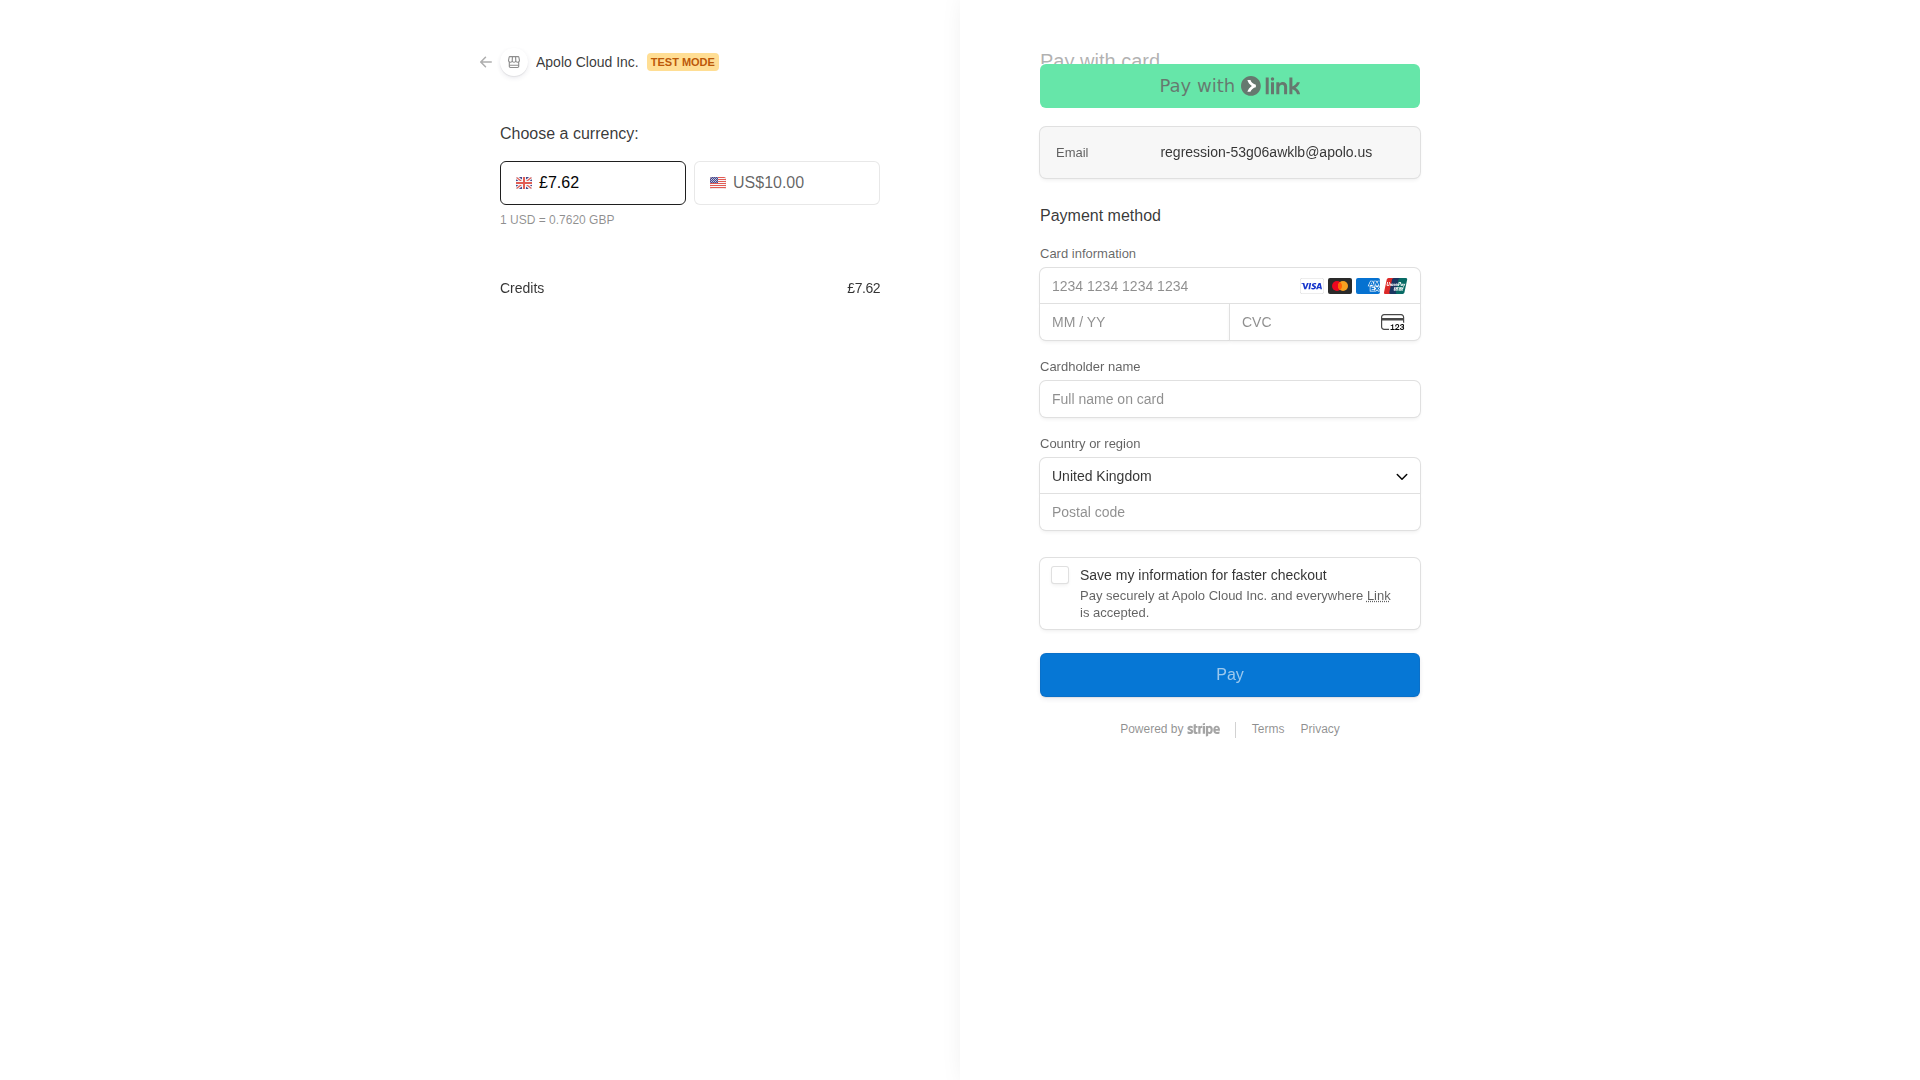 Apolo Cloud Inc. TEST MODE
Choose a currency:
£7.62
US$10.00
1 USD = 0.7620 GBP
Credits £7.62
Pay with card
Pay with link
Email regression-53g06awklb@apolo.us
Payment method
Card information
1234 1234 1234 1234 VISA AMEX UnionPay
MM / YY
CVC 123
Cardholder name
Full name on card
Country or region
United Kingdom
Postal code
Save my information for faster checkout
Pay securely at Apolo Cloud Inc. and everywhere Link
is accepted.
Pay
Powered by stripe Terms Privacy